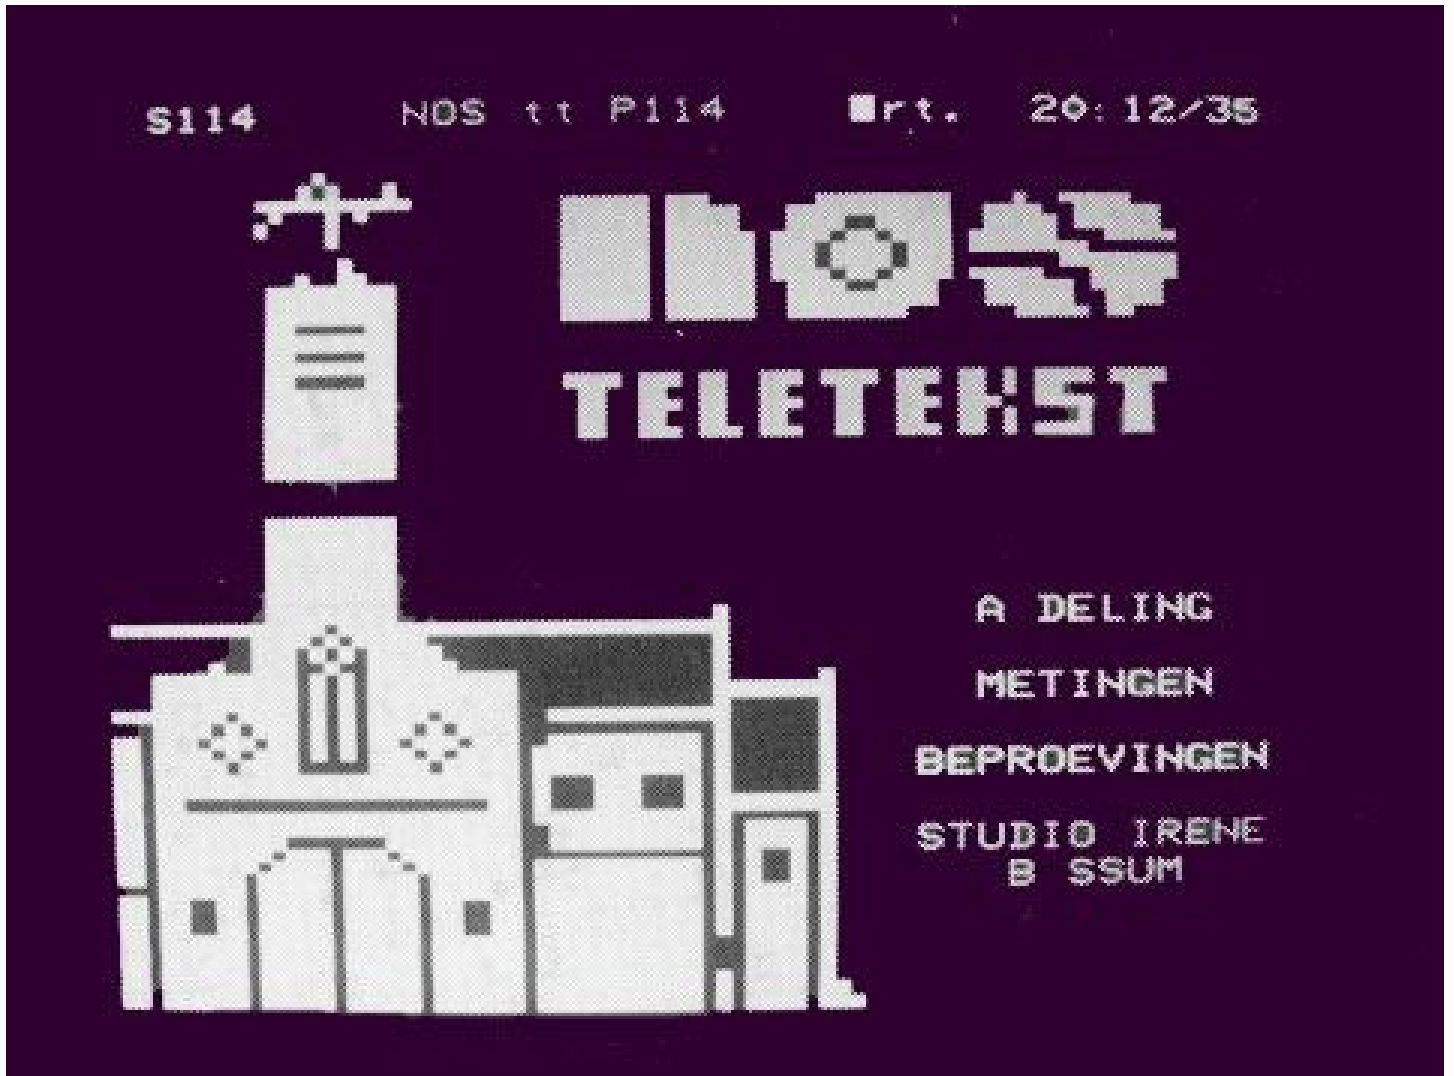 S114 NOS tt P114 ■rt. 20:12/35
NOS
TELETEKST
A DELING
METINGEN
BEPROEVINGEN
STUDIO IRENE
B SSUM